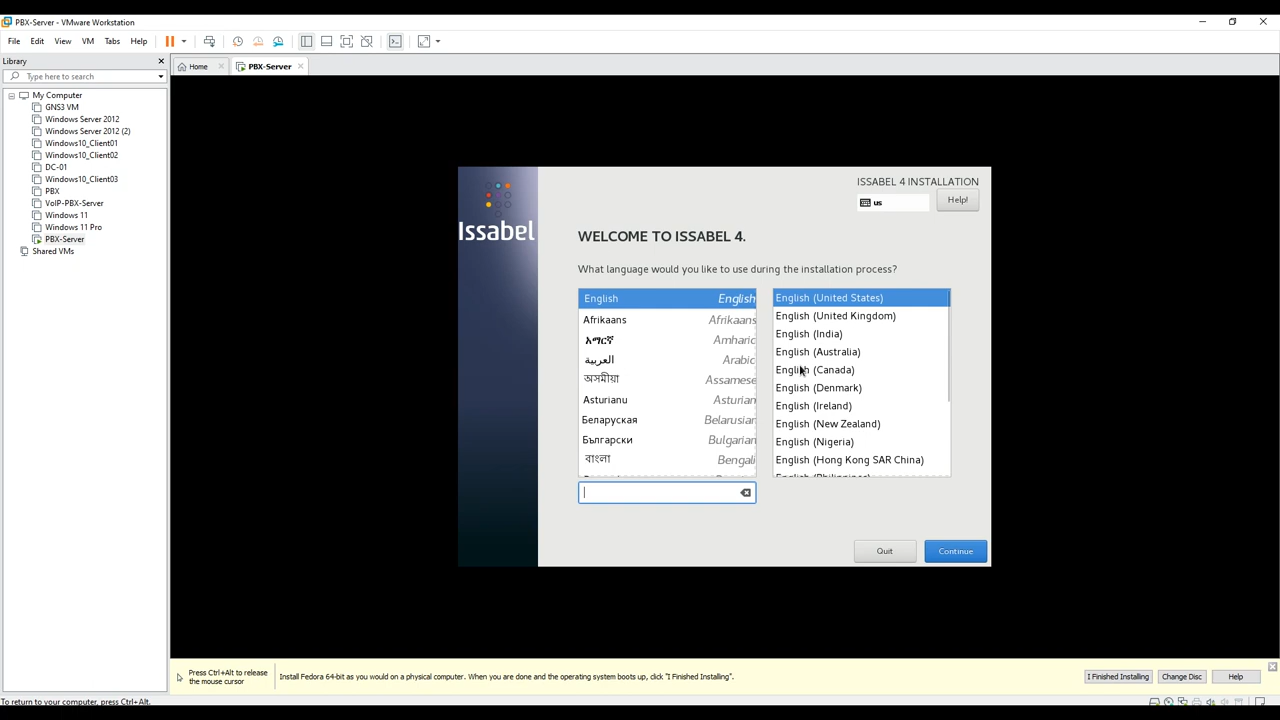 PBX-Server - VMware Workstation
File Edit View VM Tabs Help
Library
Type here to search
My Computer
GNS3 VM
Windows Server 2012
Windows Server 2012 (2)
Windows10_Client01
Windows10_Client02
DC-01
Windows10_Client03
PBX
VoIP-PBX-Server
Windows 11
Windows 11 Pro
PBX-Server
Shared VMs
Home PBX-Server
Issabel
ISSABEL 4 INSTALLATION
us Help!
WELCOME TO ISSABEL 4.
What language would you like to use during the installation process?
English English
Afrikaans Afrikaans
አማርኛ Amharic
العربية Arabic
অসমীয়া Assamese
Asturianu Asturian
Беларуская Belarusian
Български Bulgarian
বাংলা Bengali
English (United States)
English (United Kingdom)
English (India)
English (Australia)
English (Canada)
English (Denmark)
English (Ireland)
English (New Zealand)
English (Nigeria)
English (Hong Kong SAR China)
English (Philippines)
Quit Continue
Press Ctrl+Alt to release
the mouse cursor
Install Fedora 64-bit as you would on a physical computer. When you are done and the operating system boots up, click "I Finished Installing".
I Finished Installing Change Disc Help
To return to your computer, press Ctrl+Alt.